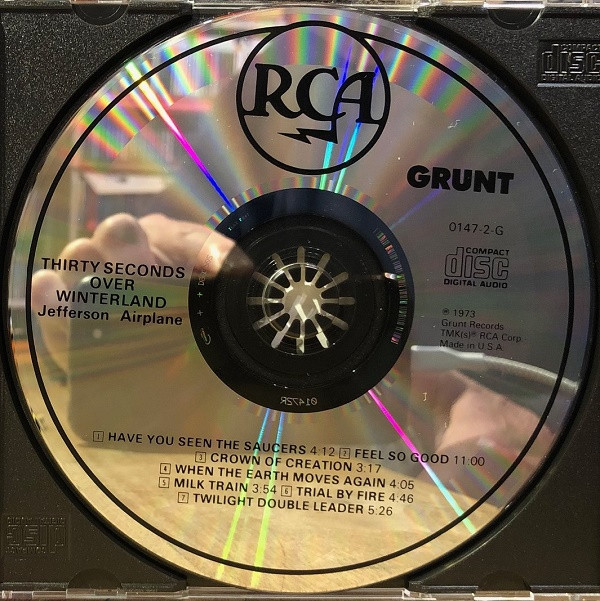 RCA
GRUNT
0147-2-G
COMPACT
disc
DIGITAL AUDIO
THIRTY SECONDS
OVER
WINTERLAND
Jefferson Airplane
℗ 1973
Grunt Records
TMK(s)® RCA Corp.
Made in U.S.A.
01472R
1 HAVE YOU SEEN THE SAUCERS 4:12 2 FEEL SO GOOD 11:00
3 CROWN OF CREATION 3:17
4 WHEN THE EARTH MOVES AGAIN 4:05
5 MILK TRAIN 3:54 6 TRIAL BY FIRE 4:46
7 TWILIGHT DOUBLE LEADER 5:26
COMPACT
disc